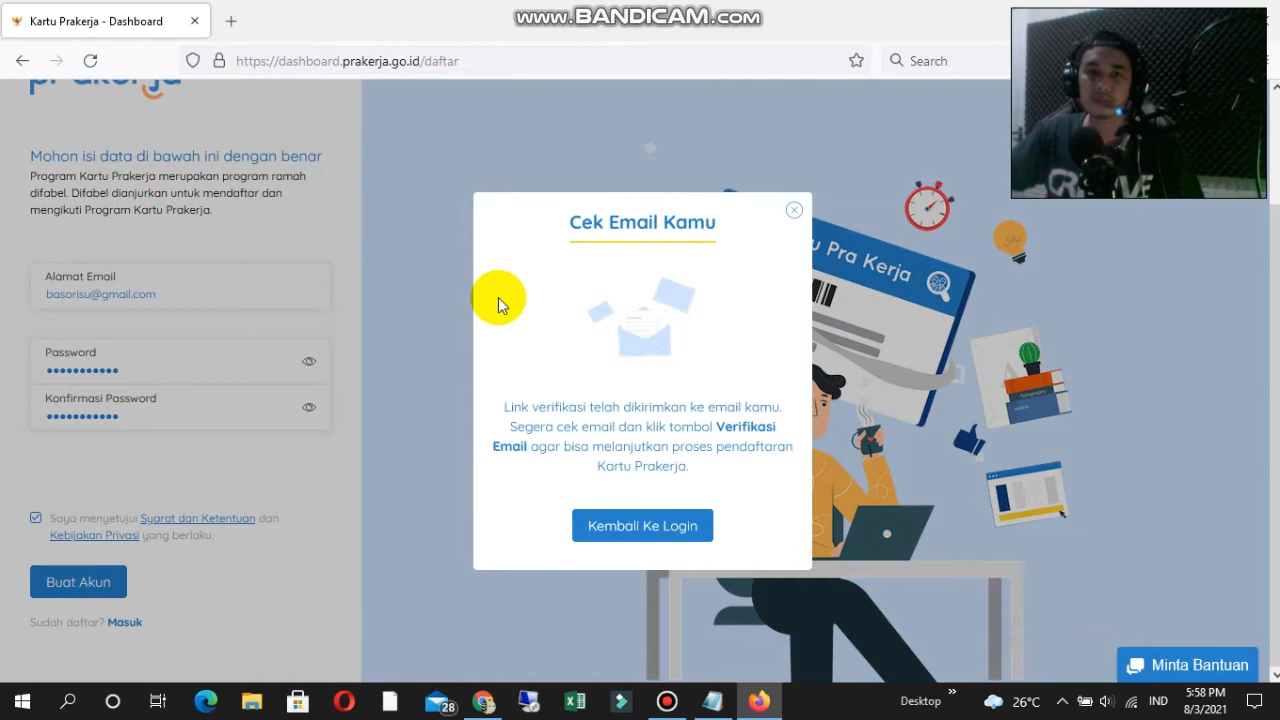 Kartu Prakerja - Dashboard
www.BANDICAM.com
https://dashboard.prakerja.go.id/daftar
Search
prakerja
Mohon isi data di bawah ini dengan benar
Program Kartu Prakerja merupakan program ramah
difabel. Difabel dianjurkan untuk mendaftar dan
mengikuti Program Kartu Prakerja.
Alamat Email
basorisu@gmail.com
Password
Konfirmasi Password
Saya menyetujui Syarat dan Ketentuan dan
Kebijakan Privasi yang berlaku.
Buat Akun
Sudah daftar? Masuk
Cek Email Kamu
Link verifikasi telah dikirimkan ke email kamu.
Segera cek email dan klik tombol Verifikasi
Email agar bisa melanjutkan proses pendaftaran
Kartu Prakerja.
Kembali Ke Login
u Pra Kerja
Minta Bantuan
28
Desktop
26°C
IND
5:58 PM
8/3/2021